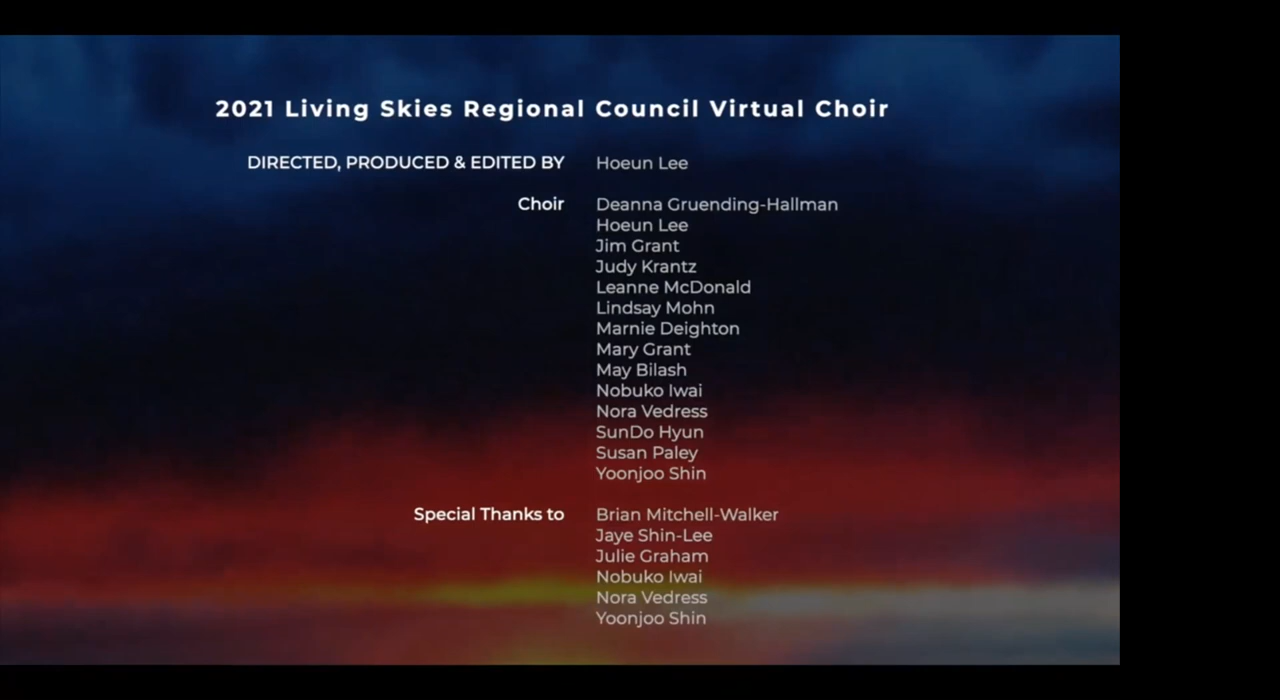 2021 Living Skies Regional Council Virtual Choir
DIRECTED, PRODUCED & EDITED BY Hoeun Lee
Choir Deanna Gruending-Hallman
Hoeun Lee
Jim Grant
Judy Krantz
Leanne McDonald
Lindsay Mohn
Marnie Deighton
Mary Grant
May Bilash
Nobuko Iwai
Nora Vedress
SunDo Hyun
Susan Paley
Yoonjoo Shin
Special Thanks to Brian Mitchell-Walker
Jaye Shin-Lee
Julie Graham
Nobuko Iwai
Nora Vedress
Yoonjoo Shin